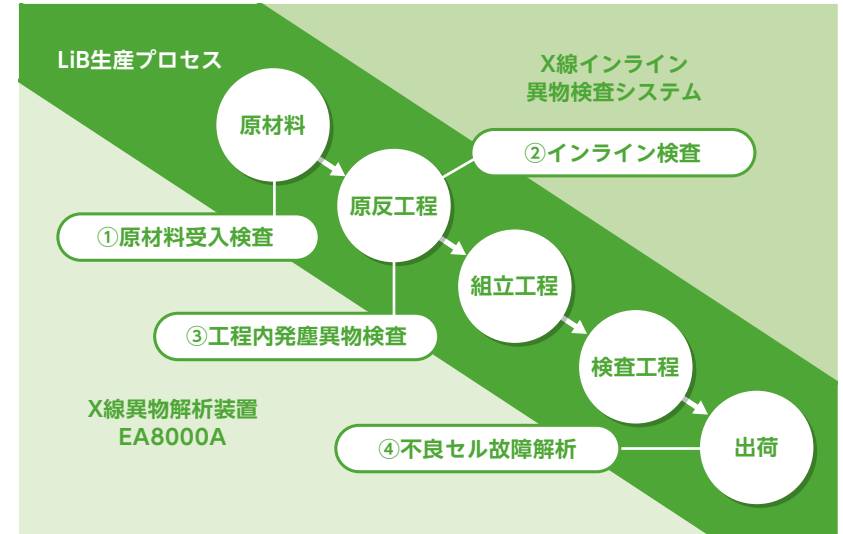 LiB生産プロセス
X線インライン
異物検査システム
原材料
②インライン検査
原反工程
①原材料受入検査
組立工程
③工程内発塵異物検査
検査工程
X線異物解析装置
EA8000A
④不良セル故障解析
出荷